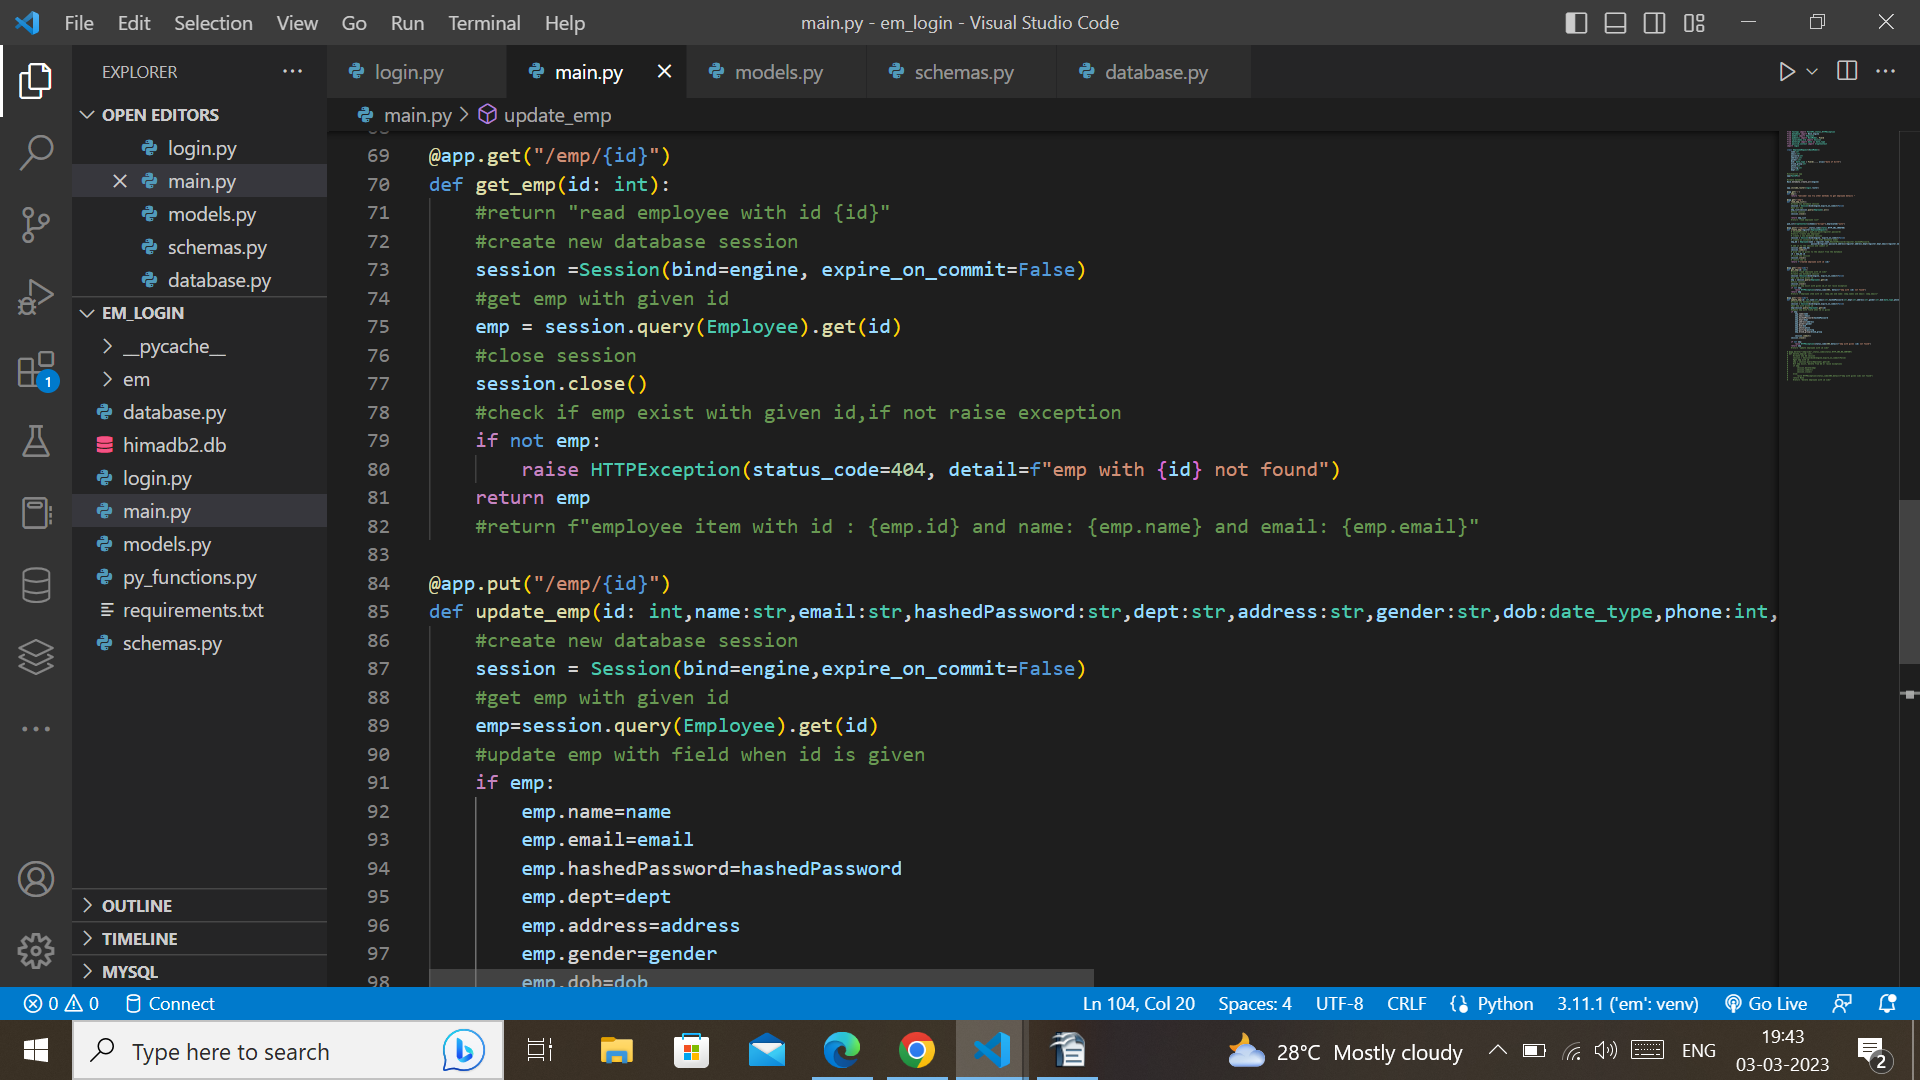 File Edit Selection View Go Run Terminal Help
main.py - em_login - Visual Studio Code
EXPLORER
login.py
main.py
models.py
schemas.py
database.py
main.py > update_emp
OPEN EDITORS
login.py
main.py
models.py
schemas.py
database.py
EM_LOGIN
__pycache__
em
database.py
himadb2.db
login.py
main.py
models.py
py_functions.py
requirements.txt
schemas.py
OUTLINE
TIMELINE
MYSQL
1
69 @app.get("/emp/{id}")
70 def get_emp(id: int):
71 #return "read employee with id {id}"
72 #create new database session
73 session =Session(bind=engine, expire_on_commit=False)
74 #get emp with given id
75 emp = session.query(Employee).get(id)
76 #close session
77 session.close()
78 #check if emp exist with given id,if not raise exception
79 if not emp:
80 raise HTTPException(status_code=404, detail=f"emp with {id} not found")
81 return emp
82 #return f"employee item with id : {emp.id} and name: {emp.name} and email: {emp.email}"
83
84 @app.put("/emp/{id}")
85 def update_emp(id: int,name:str,email:str,hashedPassword:str,dept:str,address:str,gender:str,dob:date_type,phone:int,
86 #create new database session
87 session = Session(bind=engine,expire_on_commit=False)
88 #get emp with given id
89 emp=session.query(Employee).get(id)
90 #update emp with field when id is given
91 if emp:
92 emp.name=name
93 emp.email=email
94 emp.hashedPassword=hashedPassword
95 emp.dept=dept
96 emp.address=address
97 emp.gender=gender
98 emp.dob=dob
0 0 Connect
Ln 104, Col 20 Spaces: 4 UTF-8 CRLF Python 3.11.1 ('em': venv) Go Live
Type here to search
28°C Mostly cloudy
ENG
19:43
03-03-2023
2